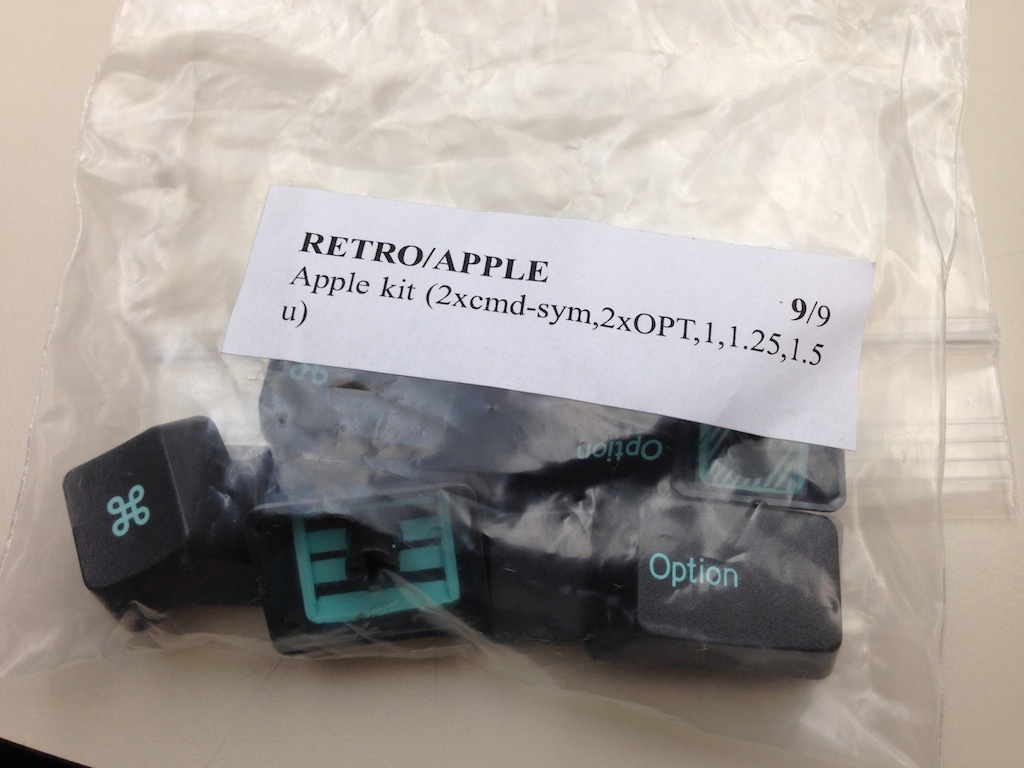 RETRO/APPLE
9/9
Apple kit (2xcmd-sym,2xOPT,1,1.25,1.5
u)
⌘
Option
⌘
Option